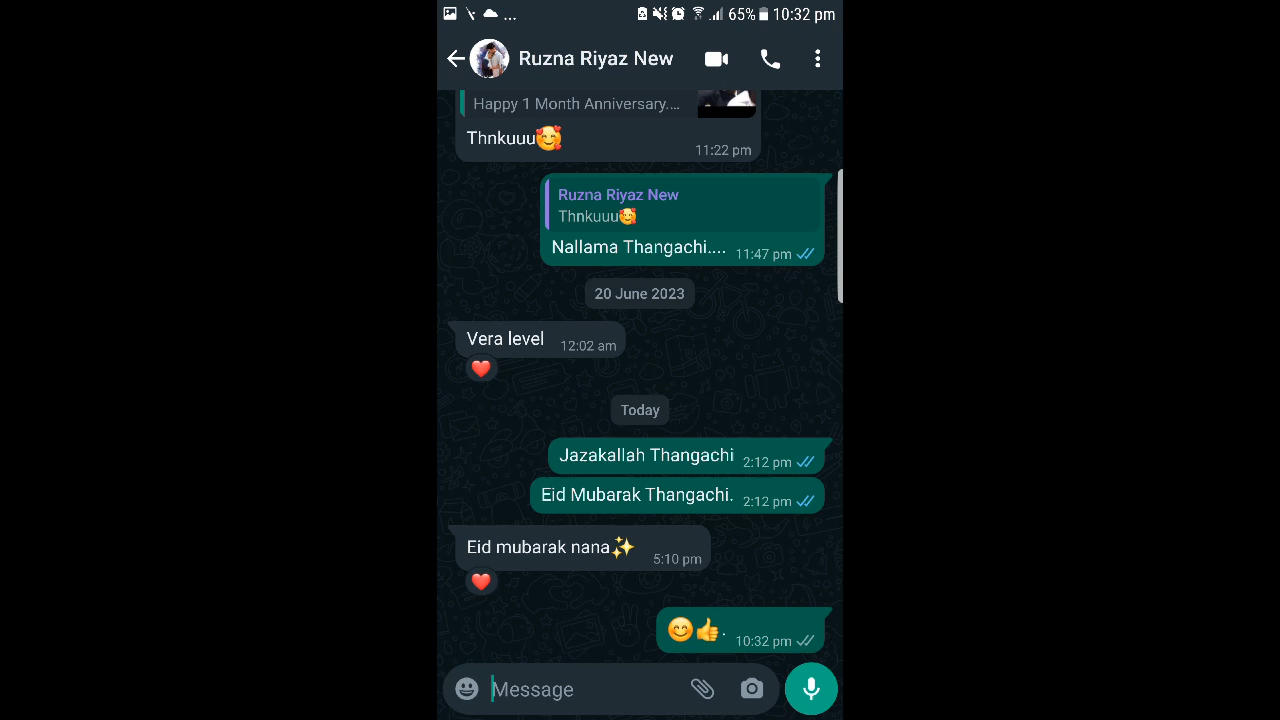 ... 65% 10:32 pm
Ruzna Riyaz New
Happy 1 Month Anniversary....
Thnkuuu🥰
11:22 pm
Ruzna Riyaz New
Thnkuuu🥰
Nallama Thangachi.... 11:47 pm
20 June 2023
Vera level 12:02 am
❤️
Today
Jazakallah Thangachi 2:12 pm
Eid Mubarak Thangachi. 2:12 pm
Eid mubarak nana✨ 5:10 pm
❤️
😊👍. 10:32 pm
Message